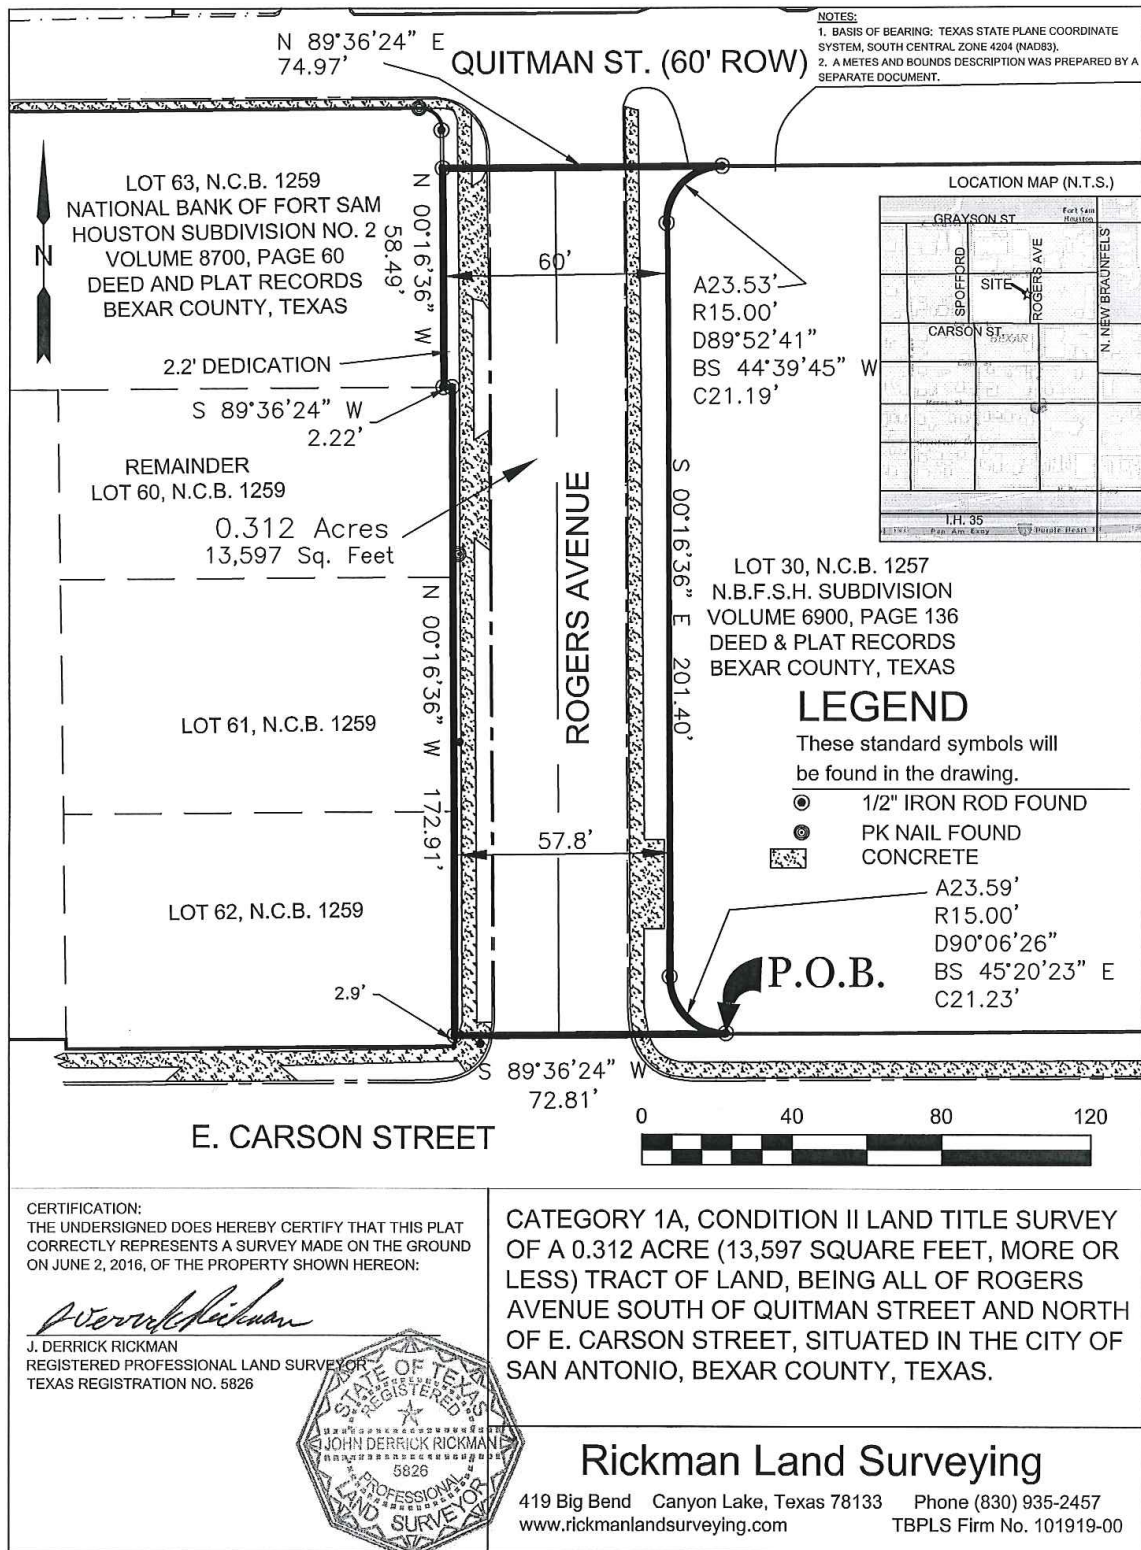 NOTES:
1. BASIS OF BEARING: TEXAS STATE PLANE COORDINATE
SYSTEM, SOUTH CENTRAL ZONE 4204 (NAD83).
2. A METES AND BOUNDS DESCRIPTION WAS PREPARED BY A
SEPARATE DOCUMENT.
N 89°36'24" E
74.97'
QUITMAN ST. (60' ROW)
LOT 63, N.C.B. 1259
NATIONAL BANK OF FORT SAM
HOUSTON SUBDIVISION NO. 2
VOLUME 8700, PAGE 60
DEED AND PLAT RECORDS
BEXAR COUNTY, TEXAS
N
N 00°16'36" W
58.49'
60'
A23.53'
R15.00'
D89°52'41"
BS 44°39'45" W
C21.19'
LOCATION MAP (N.T.S.)
GRAYSON ST
Fort Sam
Houston
SPOFFORD
SITE
ROGERS AVE
N. NEW BRAUNFELS
CARSON ST.
BEXAR
I.H. 35
Pan Am Expy
Purple Heart
2.2' DEDICATION
S 89°36'24" W
2.22'
REMAINDER
LOT 60, N.C.B. 1259
0.312 Acres
13,597 Sq. Feet
ROGERS AVENUE
S 00°16'36" E 201.40'
N 00°16'36" W 172.91'
LOT 30, N.C.B. 1257
N.B.F.S.H. SUBDIVISION
VOLUME 6900, PAGE 136
DEED & PLAT RECORDS
BEXAR COUNTY, TEXAS
LOT 61, N.C.B. 1259
LEGEND
These standard symbols will
be found in the drawing.
1/2" IRON ROD FOUND
PK NAIL FOUND
CONCRETE
57.8'
LOT 62, N.C.B. 1259
A23.59'
R15.00'
D90°06'26"
BS 45°20'23" E
C21.23'
P.O.B.
2.9'
S 89°36'24" W
72.81'
E. CARSON STREET
0 40 80 120
CERTIFICATION:
THE UNDERSIGNED DOES HEREBY CERTIFY THAT THIS PLAT
CORRECTLY REPRESENTS A SURVEY MADE ON THE GROUND
ON JUNE 2, 2016, OF THE PROPERTY SHOWN HEREON:
J. Derrick Rickman
J. DERRICK RICKMAN
REGISTERED PROFESSIONAL LAND SURVEYOR
TEXAS REGISTRATION NO. 5826
STATE OF TEXAS
REGISTERED
JOHN DERRICK RICKMAN
5826
PROFESSIONAL
LAND SURVEYOR
CATEGORY 1A, CONDITION II LAND TITLE SURVEY
OF A 0.312 ACRE (13,597 SQUARE FEET, MORE OR
LESS) TRACT OF LAND, BEING ALL OF ROGERS
AVENUE SOUTH OF QUITMAN STREET AND NORTH
OF E. CARSON STREET, SITUATED IN THE CITY OF
SAN ANTONIO, BEXAR COUNTY, TEXAS.
Rickman Land Surveying
419 Big Bend Canyon Lake, Texas 78133 Phone (830) 935-2457
www.rickmanlandsurveying.com TBPLS Firm No. 101919-00